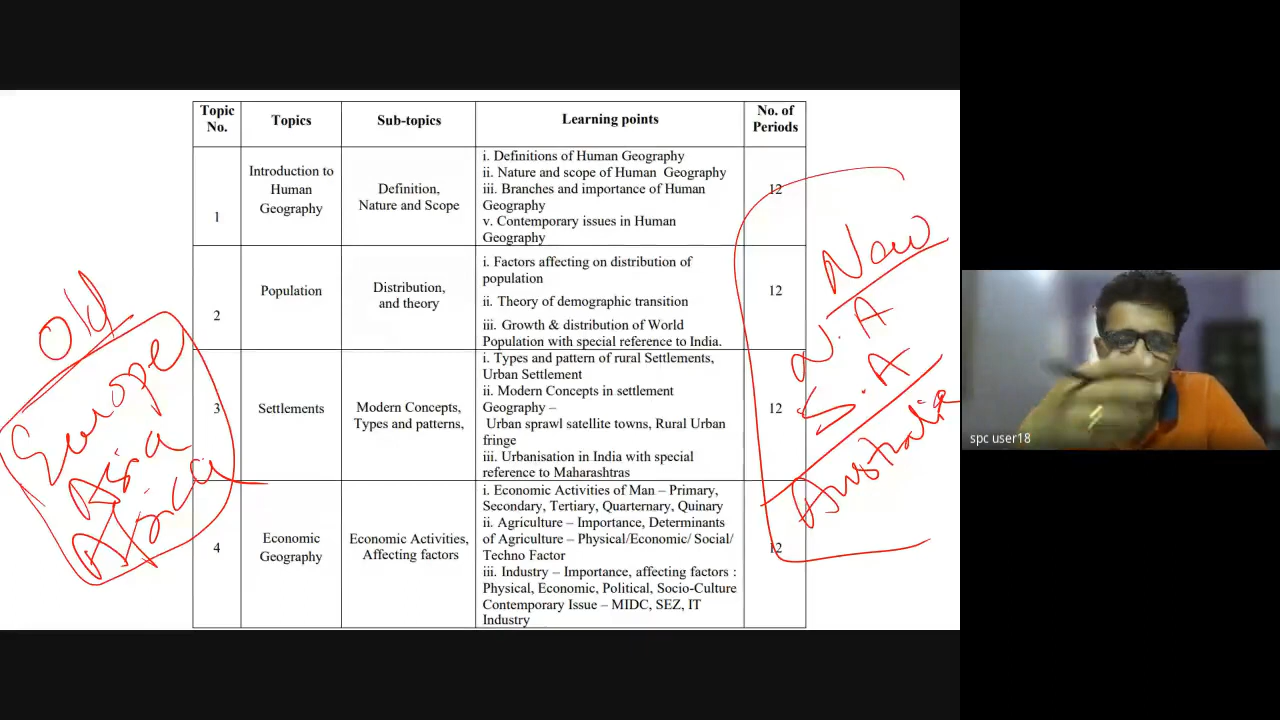 Topic No.
Topics
Sub-topics
Learning points
No. of Periods
1
Introduction to
Human
Geography
Definition,
Nature and Scope
i. Definitions of Human Geography
ii. Nature and scope of Human Geography
iii. Branches and importance of Human
Geography
v. Contemporary issues in Human
Geography
12
2
Population
Distribution,
and theory
i. Factors affecting on distribution of
population
ii. Theory of demographic transition
iii. Growth & distribution of World
Population with special reference to India.
12
3
Settlements
Modern Concepts,
Types and patterns,
i. Types and pattern of rural Settlements,
Urban Settlement
ii. Modern Concepts in settlement
Geography –
Urban sprawl satellite towns, Rural Urban
fringe
iii. Urbanisation in India with special
reference to Maharashtras
12
4
Economic
Geography
Economic Activities,
Affecting factors
i. Economic Activities of Man – Primary,
Secondary, Tertiary, Quarternary, Quinary
ii. Agriculture – Importance, Determinants
of Agriculture – Physical/Economic/ Social/
Techno Factor
iii. Industry – Importance, affecting factors :
Physical, Economic, Political, Socio-Culture
Contemporary Issue – MIDC, SEZ, IT
Industry
12
Old
Europe
Asia
Africa
N.A
S.A
Australia
spc user18